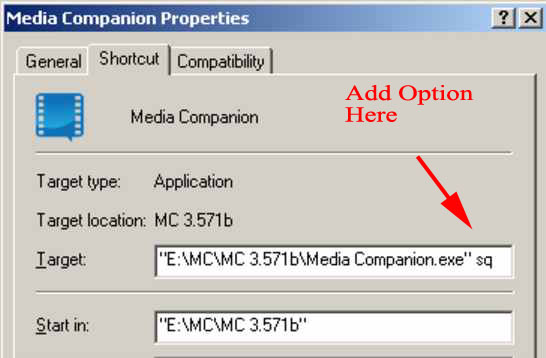 Media Companion Properties
General Shortcut Compatibility
Add Option
Here
Media Companion
Target type: Application
Target location: MC 3.571b
Target: "E:\MC\MC 3.571b\Media Companion.exe" sq
Start in: "E:\MC\MC 3.571b"